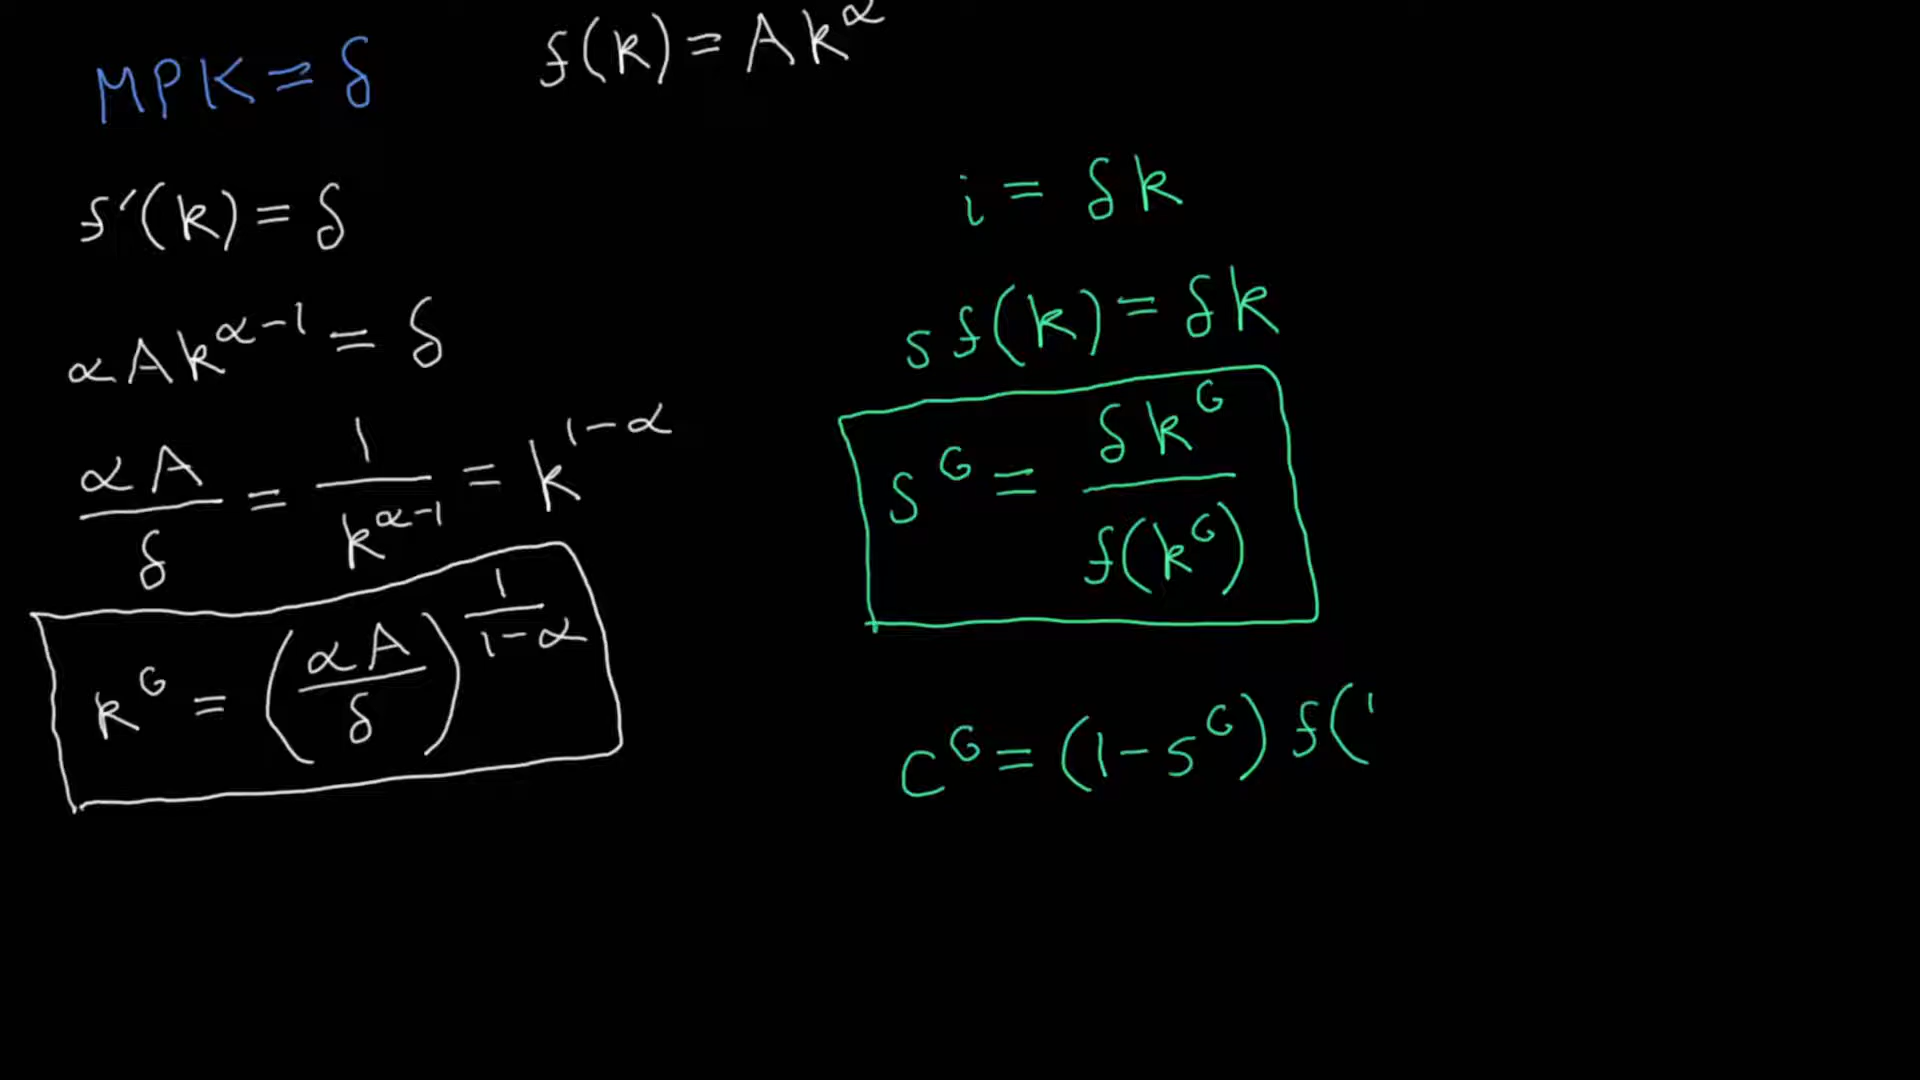 MPK = δ
f(k) = Ak^α
f'(k) = δ
αAk^(α-1) = δ
αA/δ = 1/k^(α-1) = k^(1-α)
k^G = (αA/δ)^(1/(1-α))
i = δk
sf(k) = δk
s^G = δk^G/f(k^G)
c^G = (1-s^G) f(